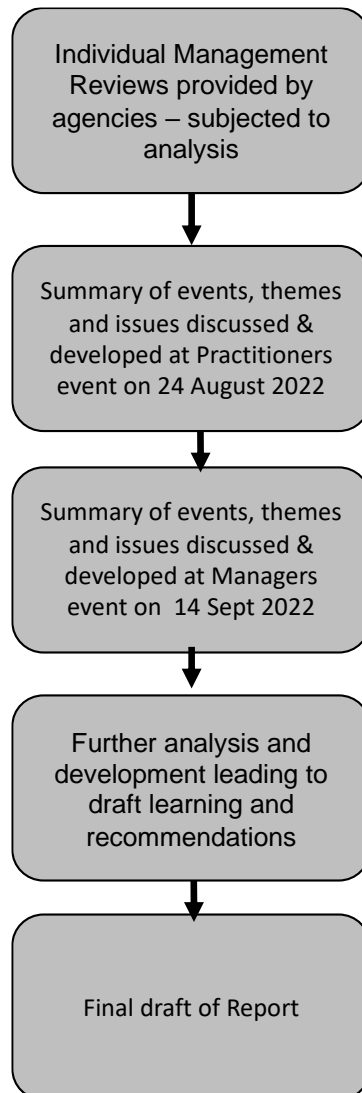 Individual Management
Reviews provided by
agencies – subjected to
analysis
Summary of events, themes
and issues discussed &
developed at Practitioners
event on 24 August 2022
Summary of events, themes
and issues discussed &
developed at Managers
event on 14 Sept 2022
Further analysis and
development leading to
draft learning and
recommendations
Final draft of Report